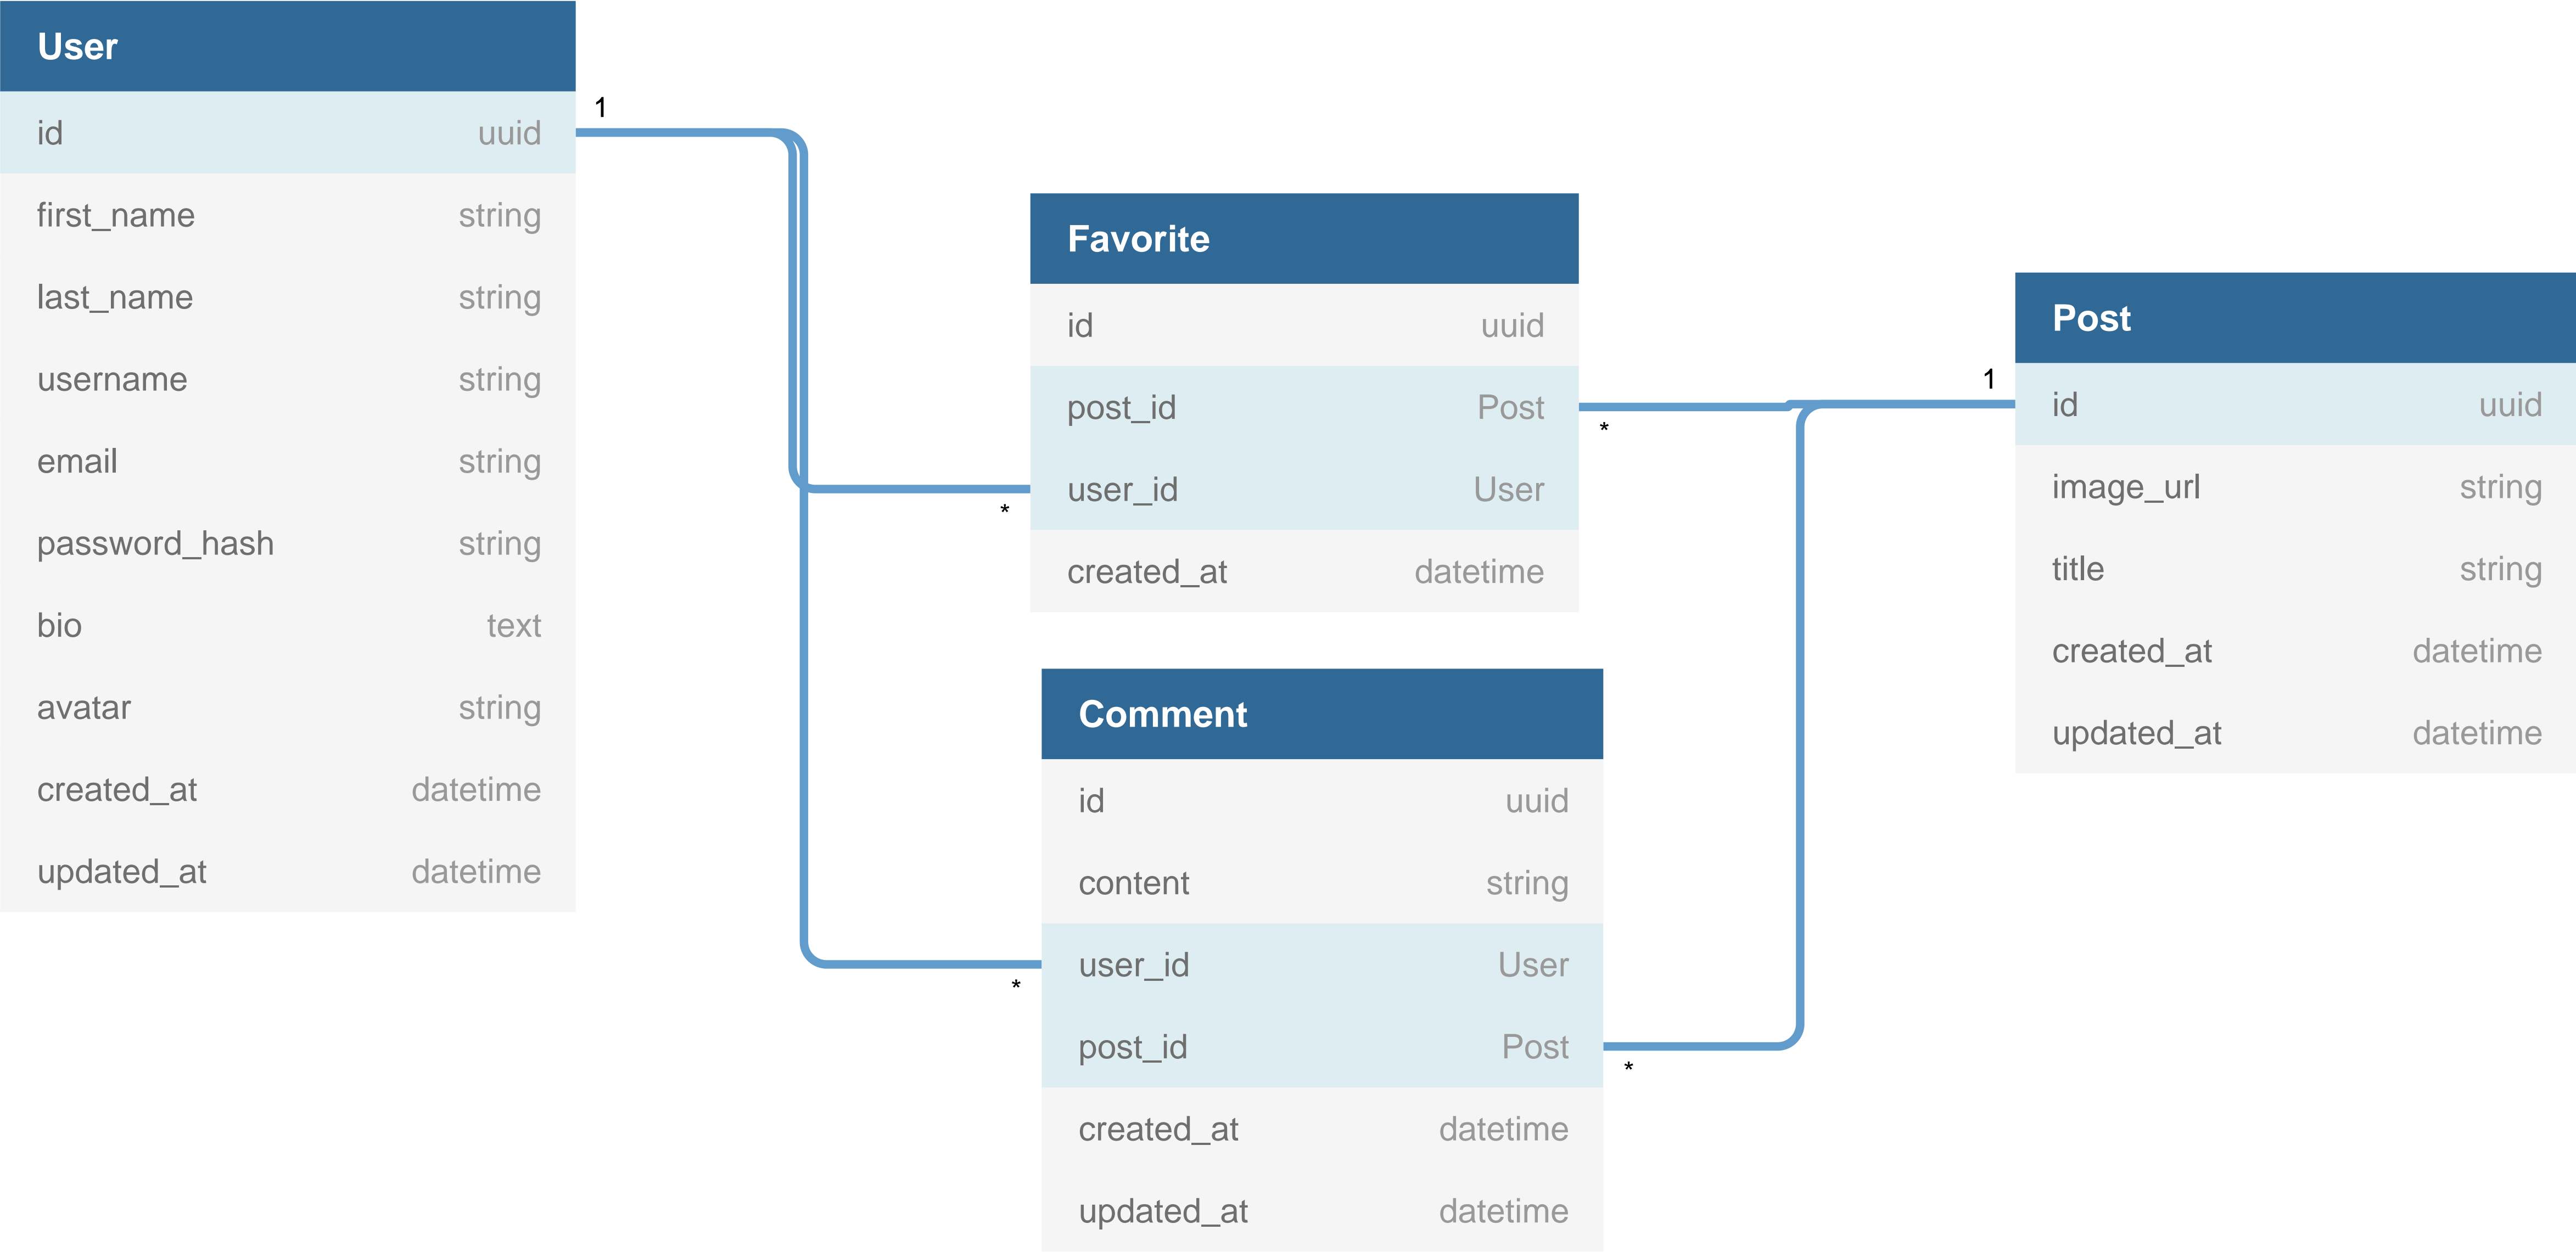 User
id uuid
first_name string
last_name string
username string
email string
password_hash string
bio text
avatar string
created_at datetime
updated_at datetime
1
*
*
Favorite
id uuid
post_id Post
user_id User
created_at datetime
*
Comment
id uuid
content string
user_id User
post_id Post
created_at datetime
updated_at datetime
*
1
Post
id uuid
image_url string
title string
created_at datetime
updated_at datetime